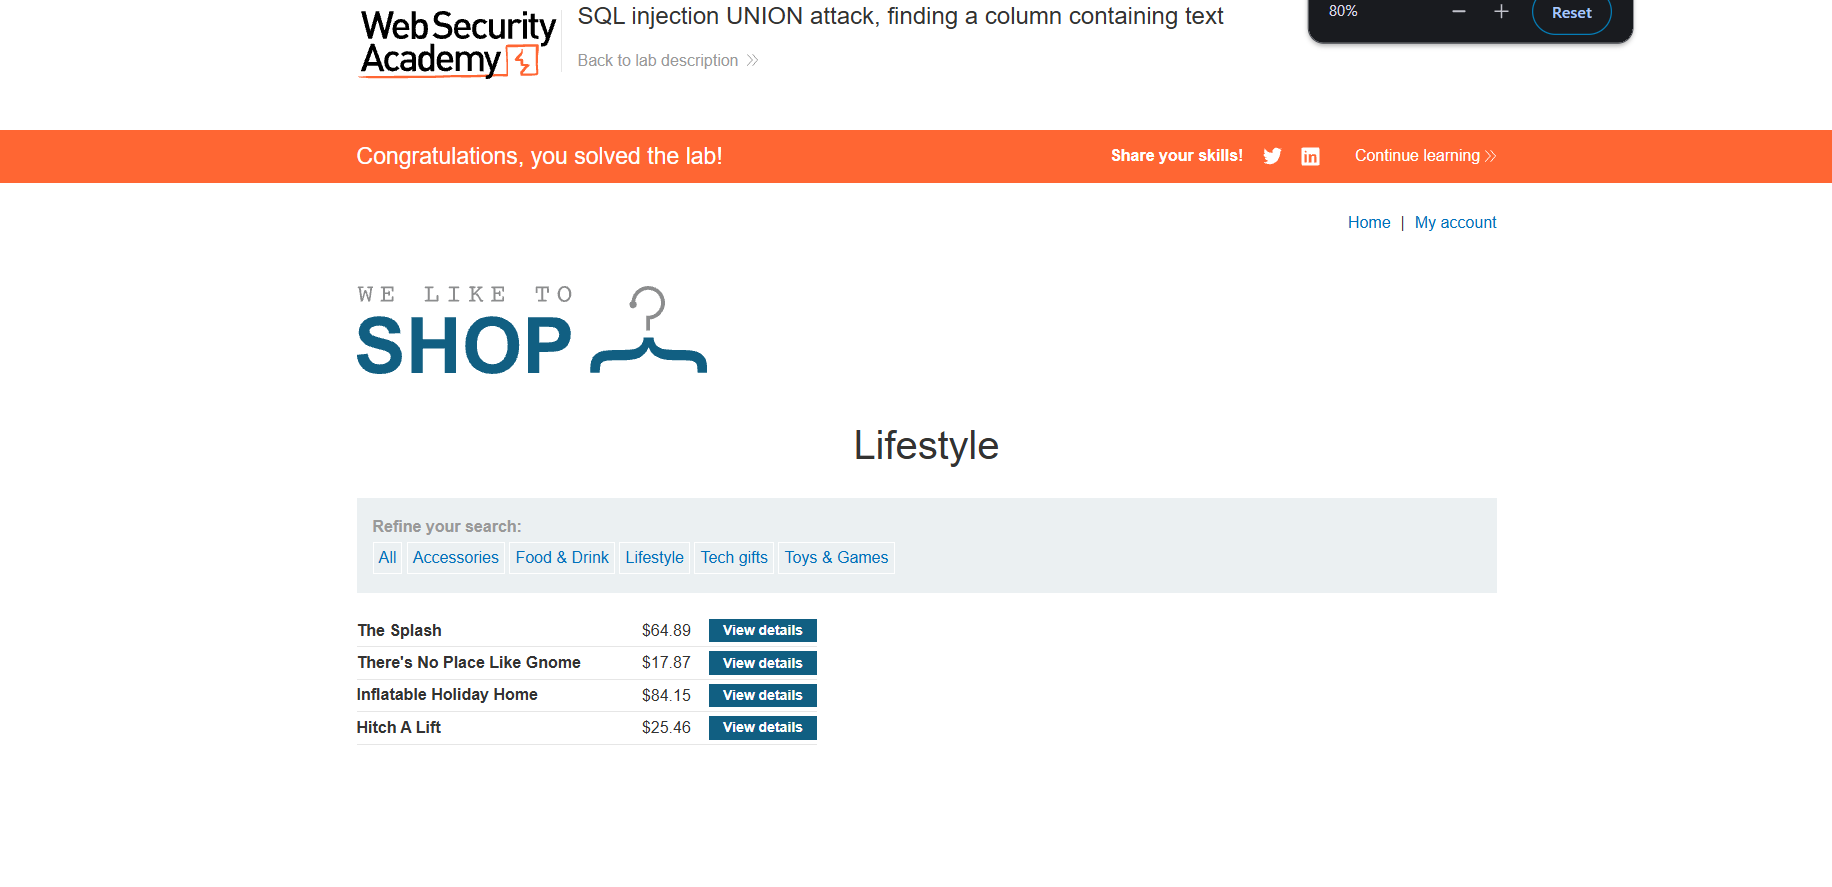 Web Security
Academy
SQL injection UNION attack, finding a column containing text
Back to lab description
80%
Reset
Congratulations, you solved the lab!
Share your skills!
in
Continue learning
Home | My account
WE LIKE TO
SHOP
Lifestyle
Refine your search:
All Accessories Food & Drink Lifestyle Tech gifts Toys & Games
The Splash $64.89 View details
There's No Place Like Gnome $17.87 View details
Inflatable Holiday Home $84.15 View details
Hitch A Lift $25.46 View details